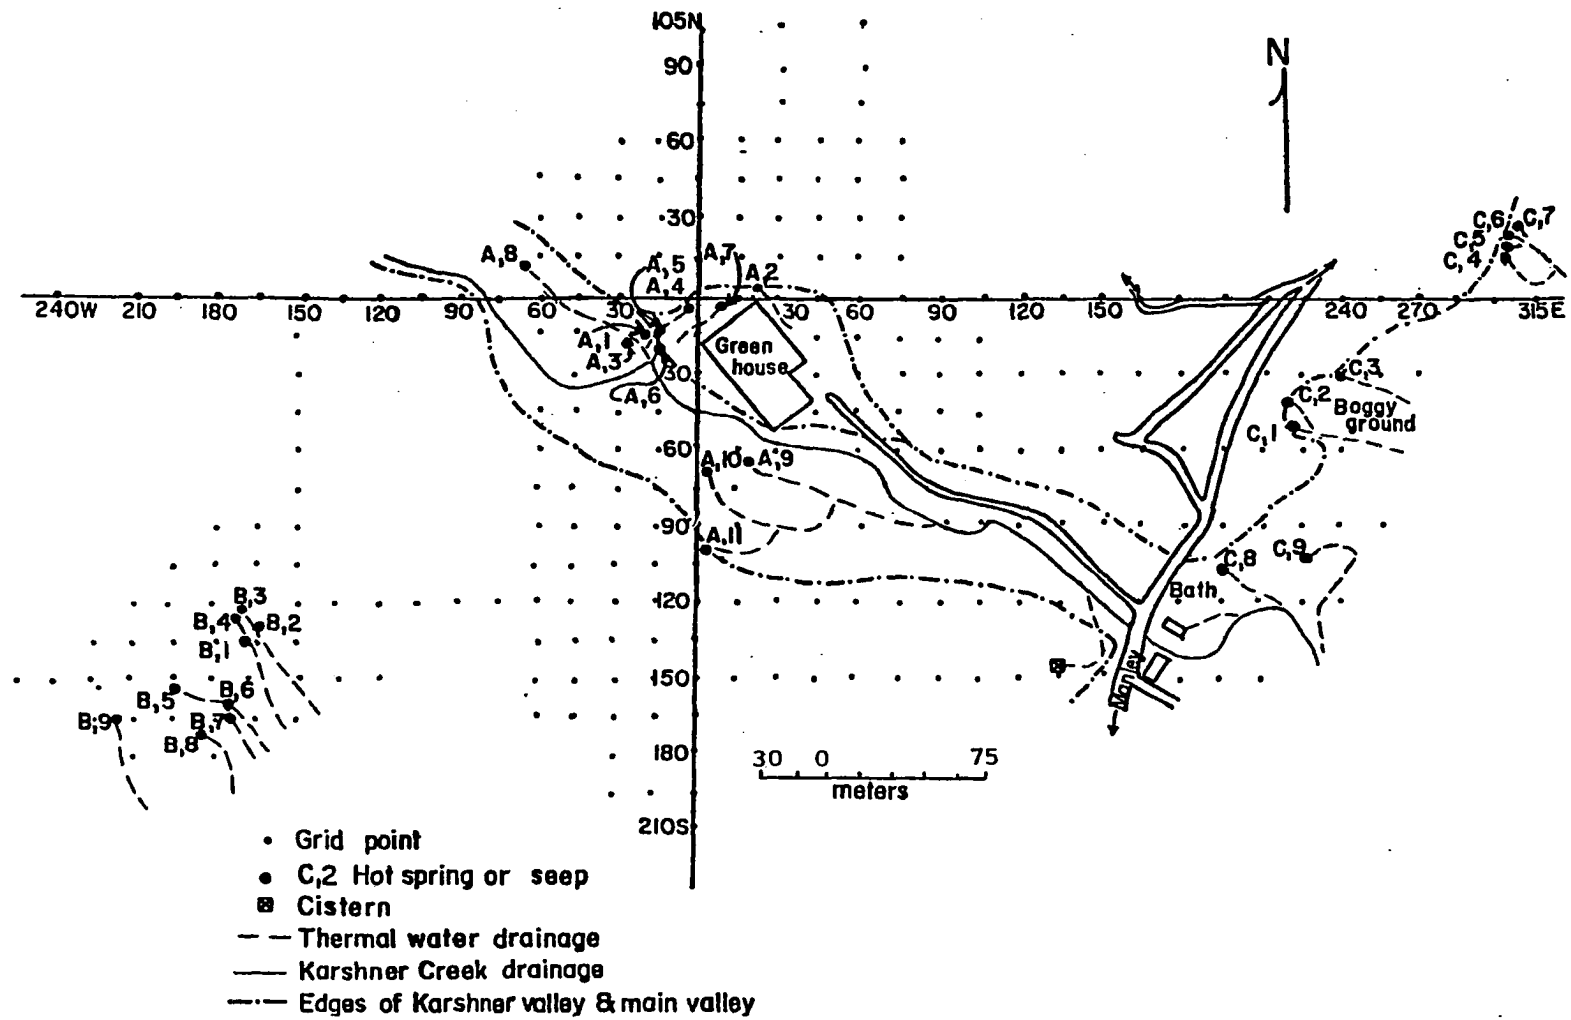 105N
90
N
60
30
C,6 C,7
C,5
C,4
A,8
A,5
A,7
A,2
A,4
240W 210 180 120 90 60 30
60 90 150 240 270 315E
A,1
A,3
Green
house
30
A,6
C,3
C,2
Boggy
ground
C,1
60
A,10 A,9
90
A,11
C,9
C,8
Bath
B,3
120
B,4 B,2
B,1
150
Manley
B,5
B,6
B,9 B,7
B,8
180
30 0 75
meters
210S
Grid point
C,2 Hot spring or seep
Cistern
Thermal water drainage
Karshner Creek drainage
Edges of Karshner valley & main valley